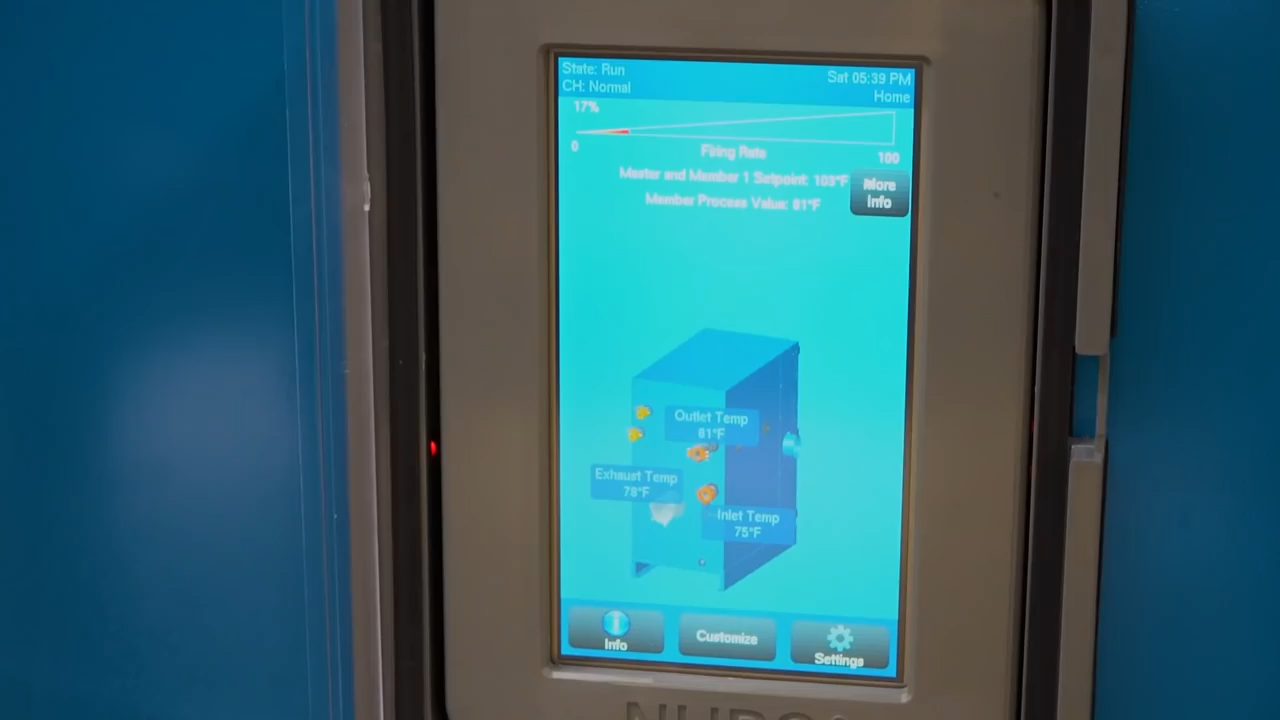 State: Run
Sat 05:39 PM
CH: Normal
Home
17%
0
Firing Rate
100
Master and Member 1 Setpoint: 103°F
More
Info
Member Process Value: 81°F
Outlet Temp
81°F
Exhaust Temp
78°F
Inlet Temp
75°F
Info
Customize
Settings